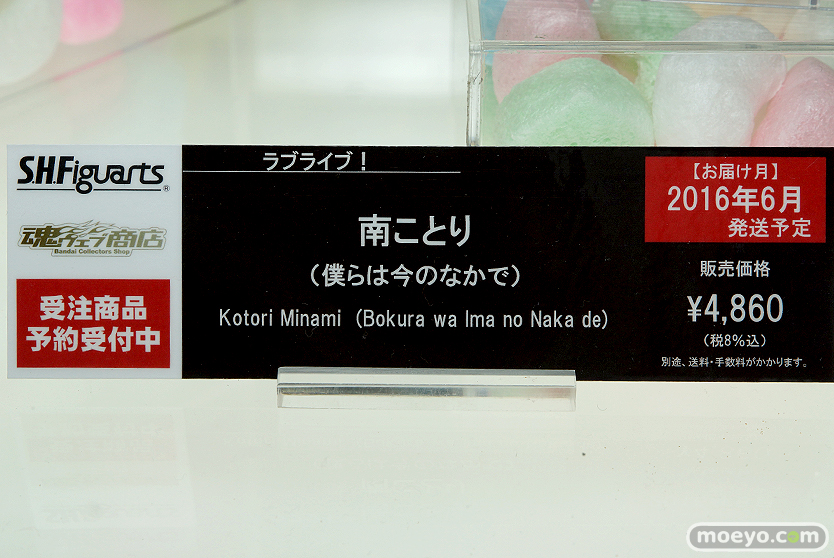 S.H.Figuarts®
魂ウェブ商店
Bandai Collectors Shop
受注商品
予約受付中
ラブライブ！
南ことり
（僕らは今のなかで）
Kotori Minami (Bokura wa Ima no Naka de)
【お届け月】
2016年6月
発送予定
販売価格
¥4,860
（税8%込）
別途、送料・手数料がかかります。
moeyo.com